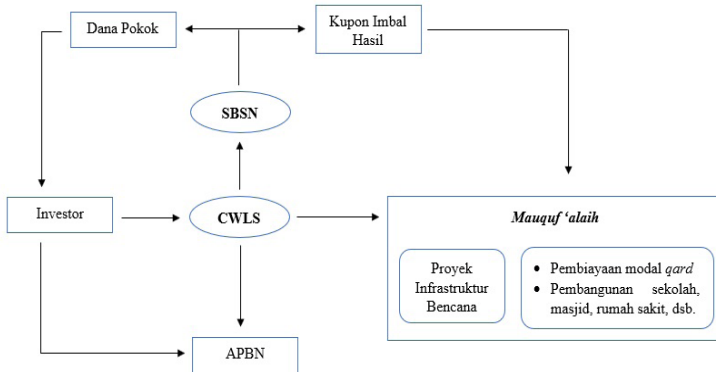 Dana Pokok
Kupon Imbal
Hasil
SBSN
Investor
CWLS
Mauquf ‘alaih
Proyek
Infrastruktur
Bencana
• Pembiayaan modal qard
• Pembangunan sekolah,
masjid, rumah sakit, dsb.
APBN